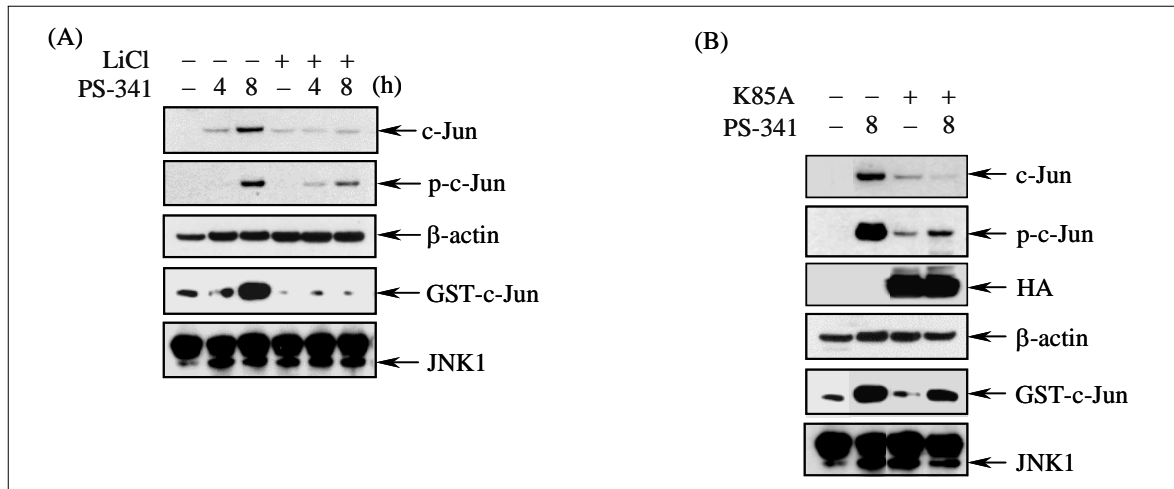 (A)
LiCl – – – + + +
PS-341 – 4 8 – 4 8 (h)
c-Jun
p-c-Jun
β-actin
GST-c-Jun
JNK1
(B)
K85A – – + +
PS-341 – 8 – 8
c-Jun
p-c-Jun
HA
β-actin
GST-c-Jun
JNK1